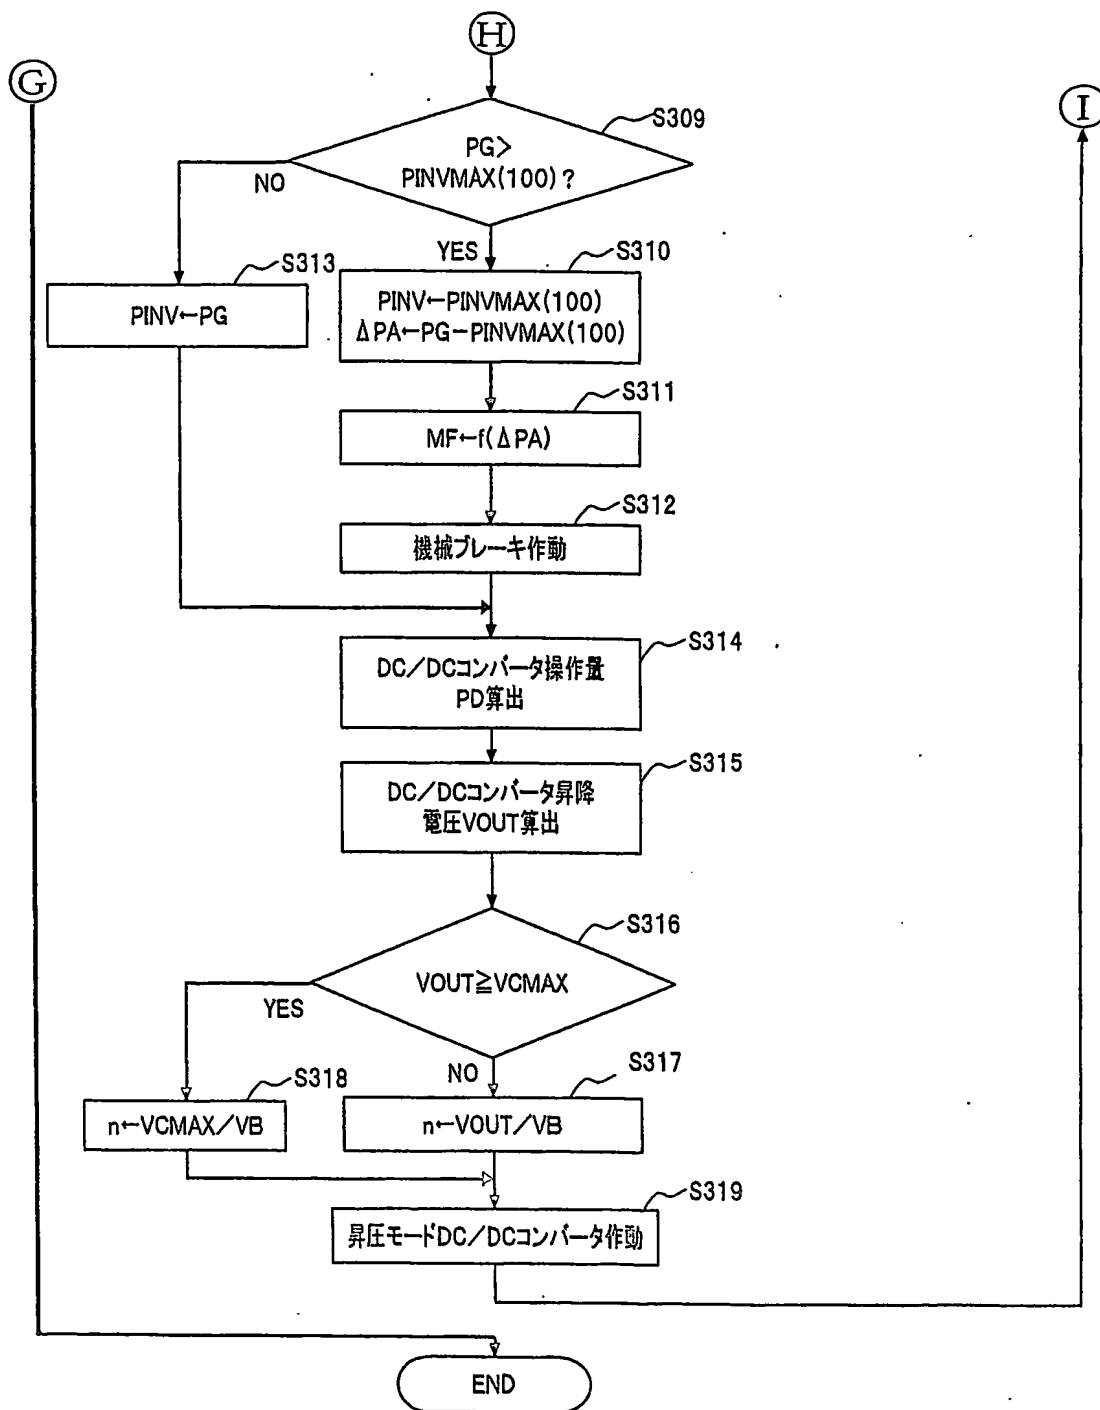 H
G
I
S309
PG>
PINVMAX(100)?
NO
YES
S313
S310
PINV←PG
PINV←PINVMAX(100)
ΔPA←PG−PINVMAX(100)
S311
MF←f(ΔPA)
S312
機械ブレーキ作動
S314
DC/DCコンバータ操作量
PD算出
S315
DC/DCコンバータ昇降
電圧VOUT算出
S316
VOUT≧VCMAX
YES
NO
S318
S317
n←VCMAX/VB
n←VOUT/VB
S319
昇圧モードDC/DCコンバータ作動
END